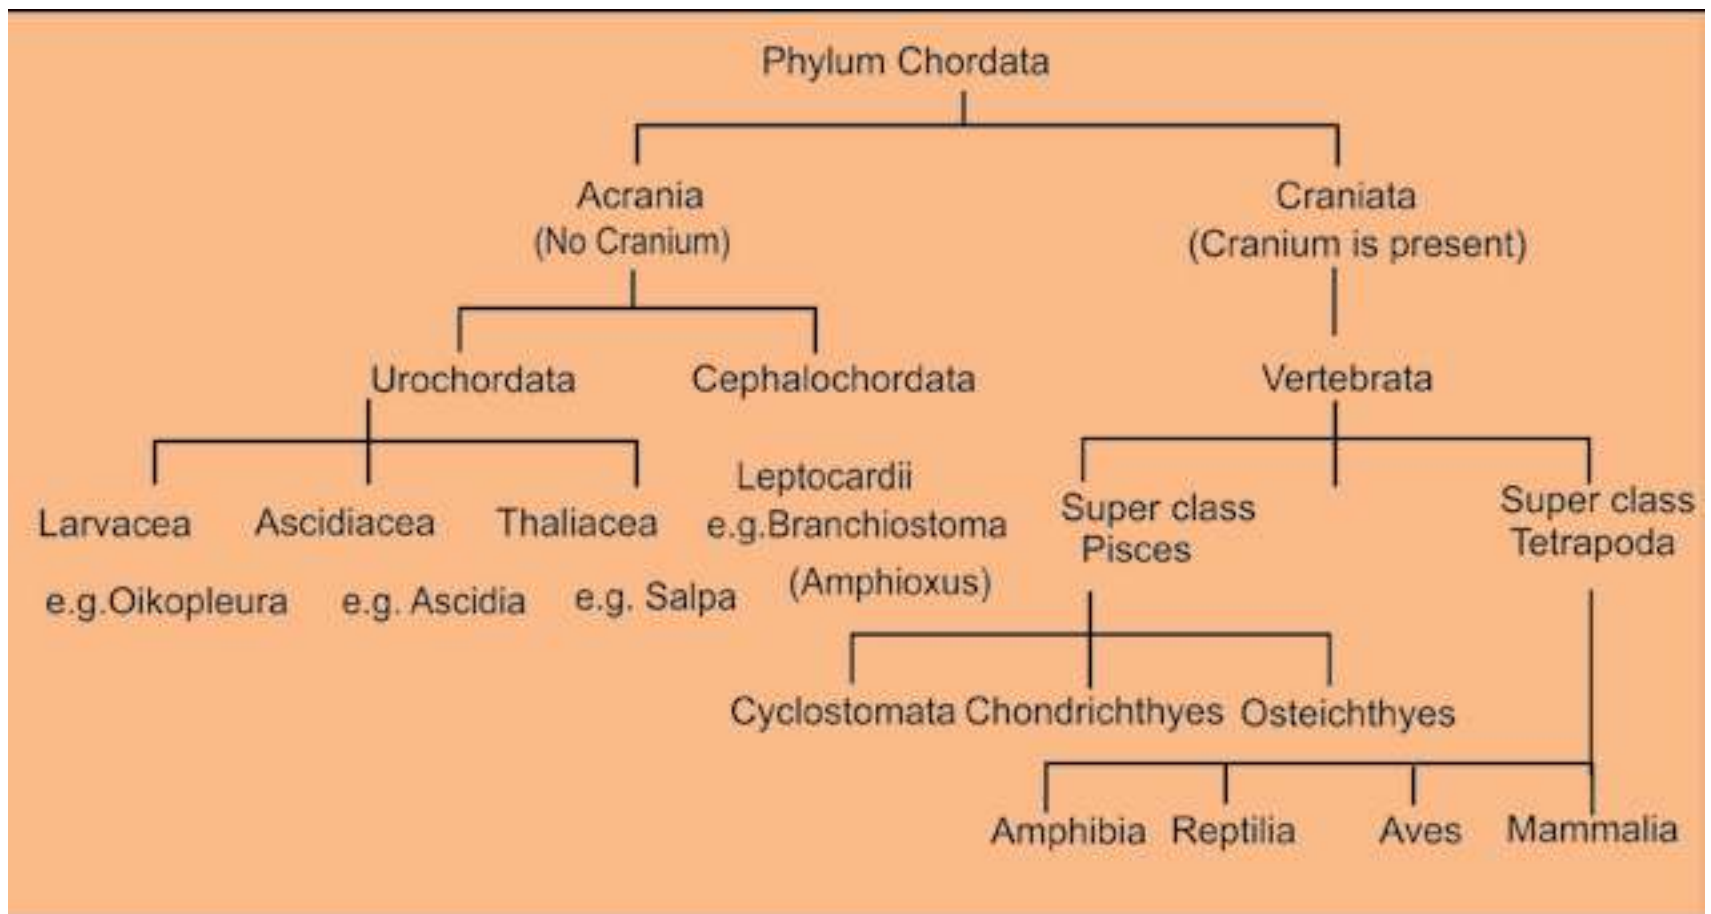 Phylum Chordata
Acrania
(No Cranium)
Craniata
(Cranium is present)
Urochordata
Cephalochordata
Vertebrata
Larvacea
e.g.Oikopleura
Ascidiacea
e.g. Ascidia
Thaliacea
e.g. Salpa
Leptocardii
e.g.Branchiostoma
(Amphioxus)
Super class
Pisces
Super class
Tetrapoda
Cyclostomata
Chondrichthyes
Osteichthyes
Amphibia
Reptilia
Aves
Mammalia